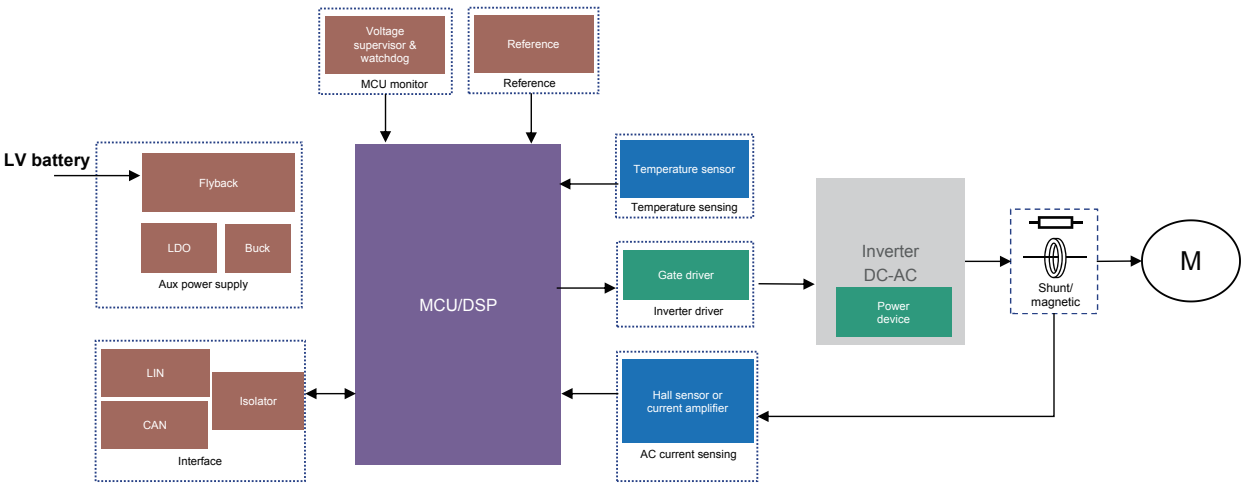 Voltage
supervisor &
watchdog
MCU monitor
Reference
Reference
LV battery
Flyback
LDO
Buck
Aux power supply
LIN
CAN
Isolator
Interface
MCU/DSP
Temperature sensor
Temperature sensing
Gate driver
Inverter driver
Hall sensor or
current amplifier
AC current sensing
Inverter
DC-AC
Power
device
Shunt/
magnetic
M